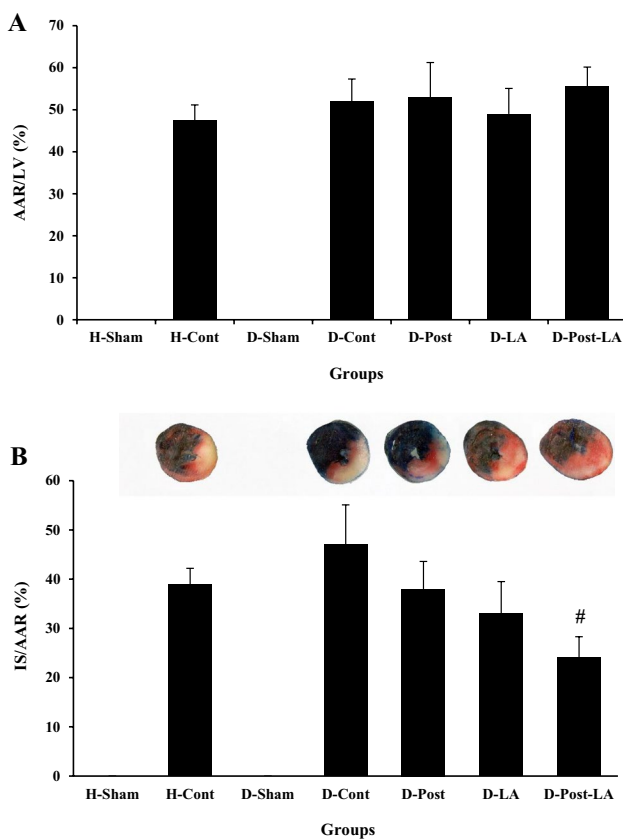 A
70
60
50
40
30
20
10
0
AAR/LV (%)
H-Sham H-Cont D-Sham D-Cont D-Post D-LA D-Post-LA
Groups
B
60
50
40
30
20
10
0
IS/AAR (%)
#
H-Sham H-Cont D-Sham D-Cont D-Post D-LA D-Post-LA
Groups